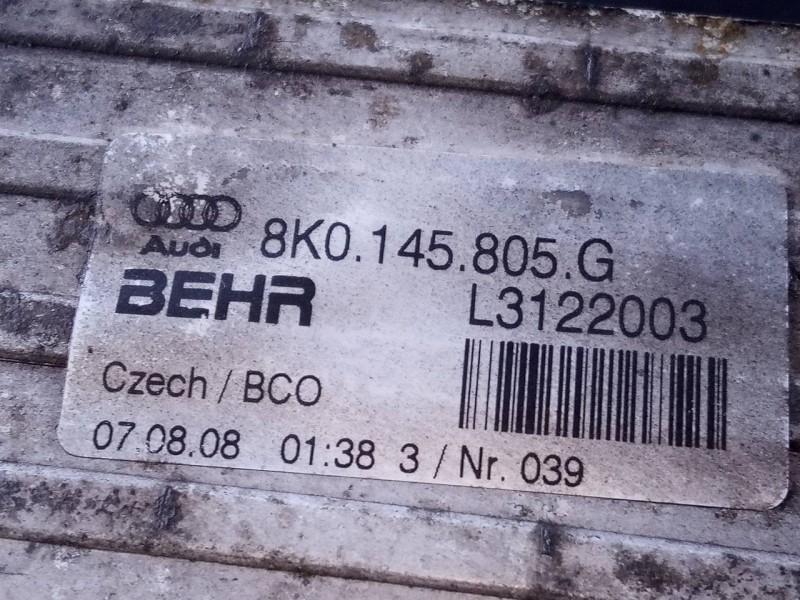 Audi 8K0.145.805.G
BEHR L3122003
Czech / BCO
07.08.08 01:38 3 / Nr. 039